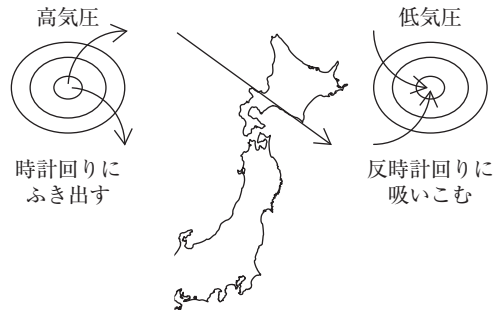 高気圧
低気圧
時計回りに
ふき出す
反時計回りに
吸いこむ